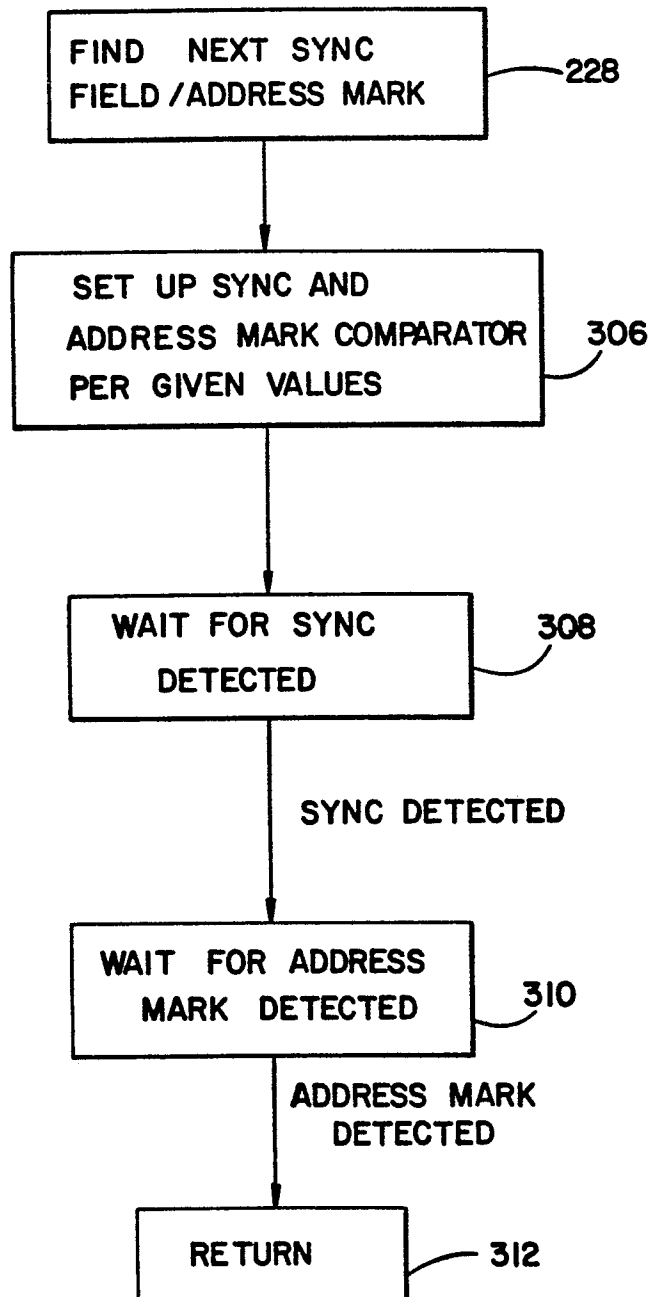 FIND NEXT SYNC
FIELD/ADDRESS MARK
228
SET UP SYNC AND
ADDRESS MARK COMPARATOR
PER GIVEN VALUES
306
WAIT FOR SYNC
DETECTED
308
SYNC DETECTED
WAIT FOR ADDRESS
MARK DETECTED
310
ADDRESS MARK
DETECTED
RETURN
312